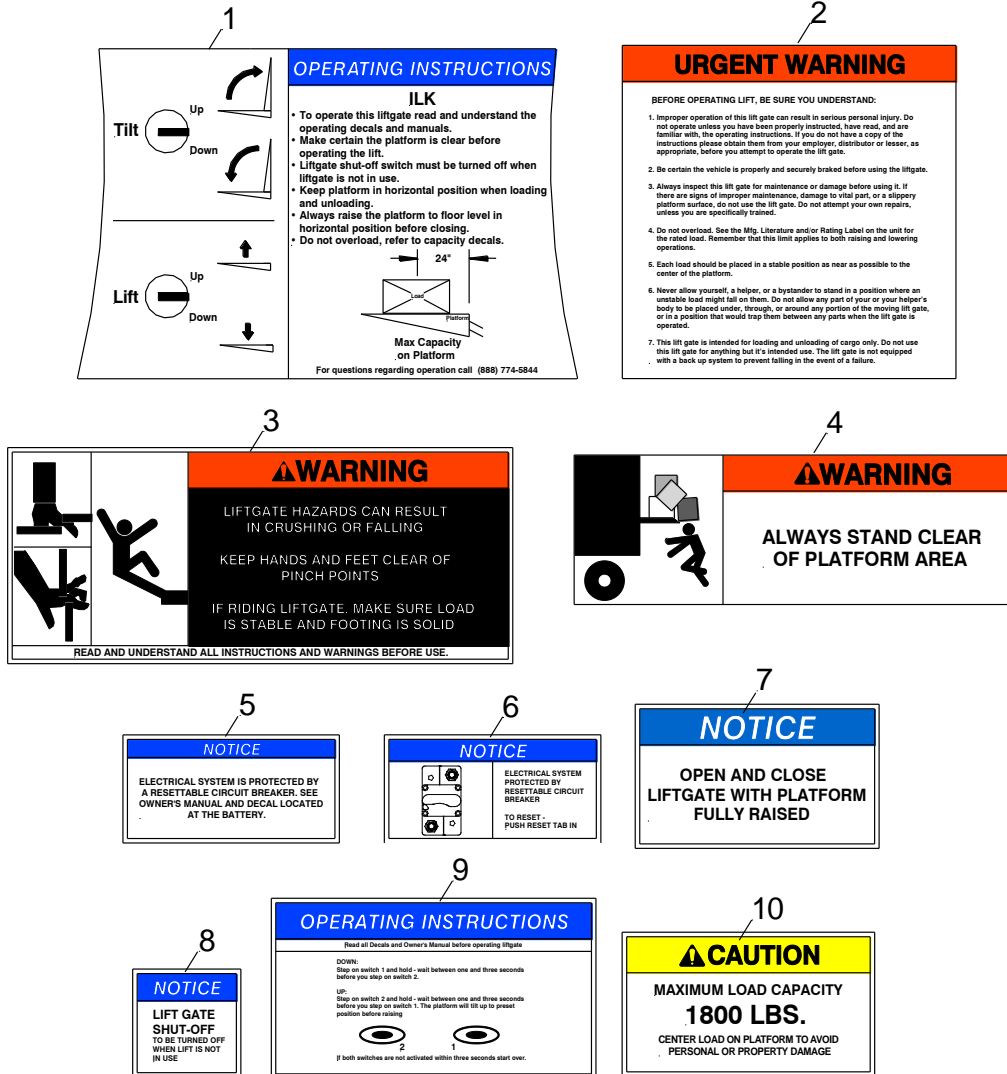 1
OPERATING INSTRUCTIONS
Tilt
Up
Down
Lift
Up
Down
ILK
• To operate this liftgate read and understand the
operating decals and manuals.
• Make certain the platform is clear before
operating the lift.
• Liftgate shut-off switch must be turned off when
liftgate is not in use.
• Keep platform in horizontal position when loading
and unloading.
• Always raise the platform to floor level in
horizontal position before closing.
• Do not overload, refer to capacity decals.
24"
Load
Platform
Max Capacity
on Platform
For questions regarding operation call (888) 774-5844
2
URGENT WARNING
BEFORE OPERATING LIFT, BE SURE YOU UNDERSTAND:
1. Improper operation of this lift gate can result in serious personal injury. Do
not operate unless you have been properly instructed, have read, and are
familiar with, the operating instructions. If you do not have a copy of the
instructions please obtain them from your employer, distributor or lesser, as
appropriate, before you attempt to operate the lift gate.
2. Be certain the vehicle is properly and securely braked before using the liftgate.
3. Always inspect this lift gate for maintenance or damage before using it. If
there are signs of improper maintenance, damage to vital part, or a slippery
platform surface, do not use the lift gate. Do not attempt your own repairs,
unless you are specifically trained.
4. Do not overload. See the Mfg. Literature and/or Rating Label on the unit for
the rated load. Remember that this limit applies to both raising and lowering
operations.
5. Each load should be placed in a stable position as near as possible to the
center of the platform.
6. Never allow yourself, a helper, or a bystander to stand in a position where an
unstable load might fall on them. Do not allow any part of your or your helper's
body to be placed under, through, or around any portion of the moving lift gate,
or in a position that would trap them between any parts when the lift gate is
operated.
7. This lift gate is intended for loading and unloading of cargo only. Do not use
this lift gate for anything but it's intended use. The lift gate is not equipped
with a back up system to prevent falling in the event of a failure.
3
WARNING
LIFTGATE HAZARDS CAN RESULT
IN CRUSHING OR FALLING
KEEP HANDS AND FEET CLEAR OF
PINCH POINTS
IF RIDING LIFTGATE. MAKE SURE LOAD
IS STABLE AND FOOTING IS SOLID
READ AND UNDERSTAND ALL INSTRUCTIONS AND WARNINGS BEFORE USE.
4
WARNING
ALWAYS STAND CLEAR
OF PLATFORM AREA
5
NOTICE
ELECTRICAL SYSTEM IS PROTECTED BY
A RESETTABLE CIRCUIT BREAKER. SEE
OWNER'S MANUAL AND DECAL LOCATED
AT THE BATTERY.
6
NOTICE
ELECTRICAL SYSTEM
PROTECTED BY
RESETTABLE CIRCUIT
BREAKER
TO RESET -
PUSH RESET TAB IN
7
NOTICE
OPEN AND CLOSE
LIFTGATE WITH PLATFORM
FULLY RAISED
8
NOTICE
LIFT GATE
SHUT-OFF
TO BE TURNED OFF
WHEN LIFT IS NOT
IN USE
9
OPERATING INSTRUCTIONS
Read all Decals and Owner's Manual before operating liftgate
DOWN:
Step on switch 1 and hold - wait between one and three seconds
before you step on switch 2.
UP:
Step on switch 2 and hold - wait between one and three seconds
before you step on switch 1. The platform will tilt up to preset
position before raising
2 1
If both switches are not activated within three seconds start over.
10
CAUTION
MAXIMUM LOAD CAPACITY
1800 LBS.
CENTER LOAD ON PLATFORM TO AVOID
PERSONAL OR PROPERTY DAMAGE